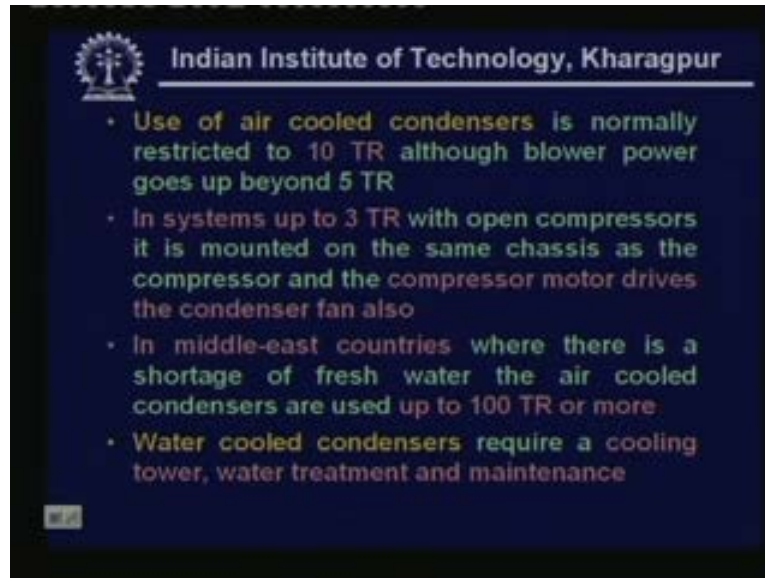 Indian Institute of Technology, Kharagpur
• Use of air cooled condensers is normally
restricted to 10 TR although blower power
goes up beyond 5 TR
• In systems up to 3 TR with open compressors
it is mounted on the same chassis as the
compressor and the compressor motor drives
the condenser fan also
• In middle-east countries where there is a
shortage of fresh water the air cooled
condensers are used up to 100 TR or more
• Water cooled condensers require a cooling
tower, water treatment and maintenance